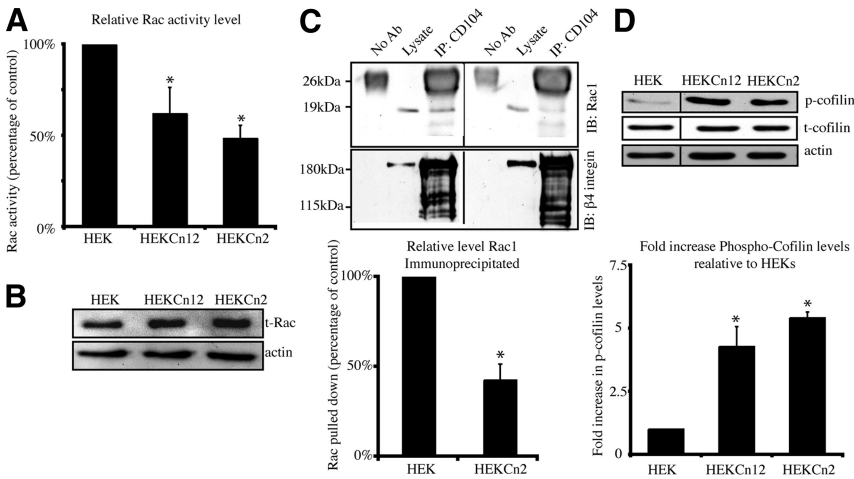 A
Relative Rac activity level
Rac activity (percentage of control)
100%
50%
0%
*
*
HEK HEKCn12 HEKCn2
B
HEK HEKCn12 HEKCn2
t-Rac
actin
C
No Ab Lysate IP: CD104 No Ab Lysate IP: CD104
26kDa
19kDa
IB: Rac1
180kDa
115kDa
IB: β4 integin
Relative level Rac1
Immunoprecipitated
Rac pulled down (percentage of control)
100%
50%
0%
*
HEK HEKCn2
D
HEK HEKCn12 HEKCn2
p-cofilin
t-cofilin
actin
Fold increase Phospho-Cofilin levels
realative to HEKs
Fold increase in p-cofilin levels
7.5
5
2.5
0
*
*
HEK HEKCn12 HEKCn2